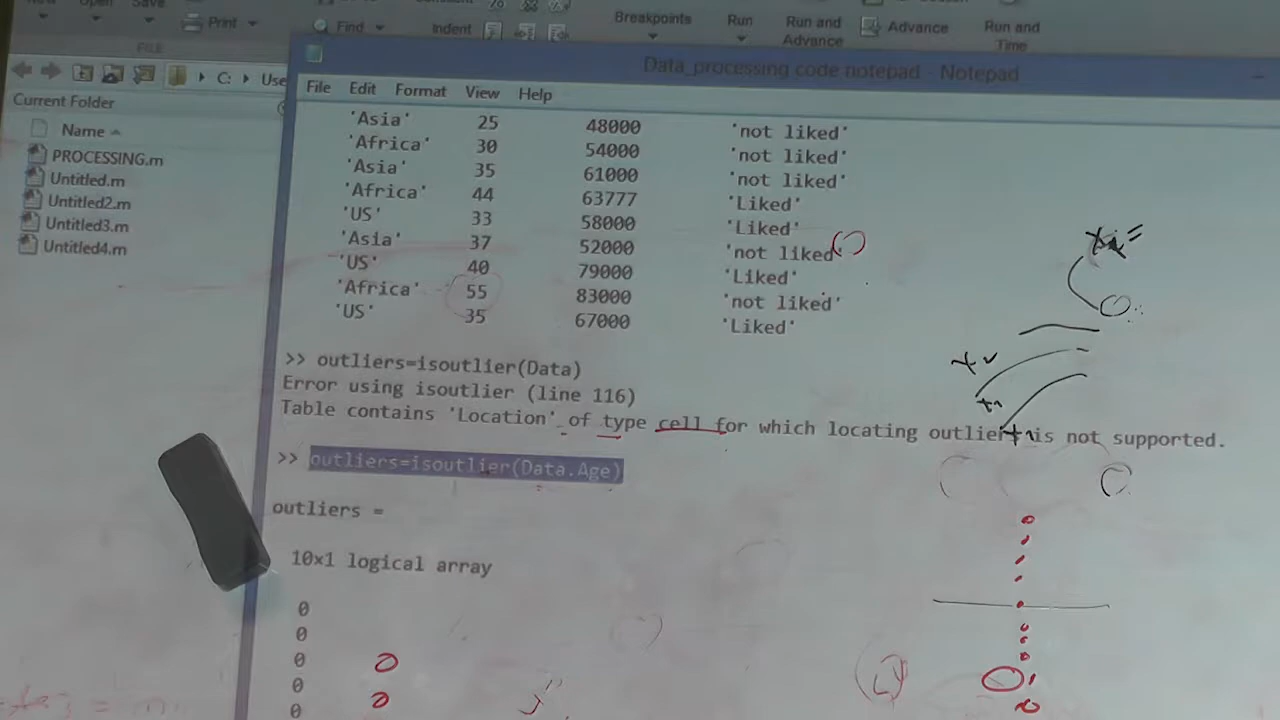 Open
Save
Print
Find
Indent
Breakpoints
Run
Run and
Advance
Advance
Run and
Time
FILE
C:
Use
Current Folder
Name
PROCESSING.m
Untitled.m
Untitled2.m
Untitled3.m
Untitled4.m
Data_processing code notepad - Notepad
File Edit Format View Help
'Asia' 25 48000 'not liked'
'Africa' 30 54000 'not liked'
'Asia' 35 61000 'not liked'
'Africa' 44 63777 'Liked'
'US' 33 58000 'Liked'
'Asia' 37 52000 'not liked'
'US' 40 79000 'Liked'
'Africa' 55 83000 'not liked'
'US' 35 67000 'Liked'
>> outliers=isoutlier(Data)
Error using isoutlier (line 116)
Table contains 'Location' of type cell for which locating outliers is not supported.
>> outliers=isoutlier(Data.Age)
outliers =
10x1 logical array
0
0
0
0
0